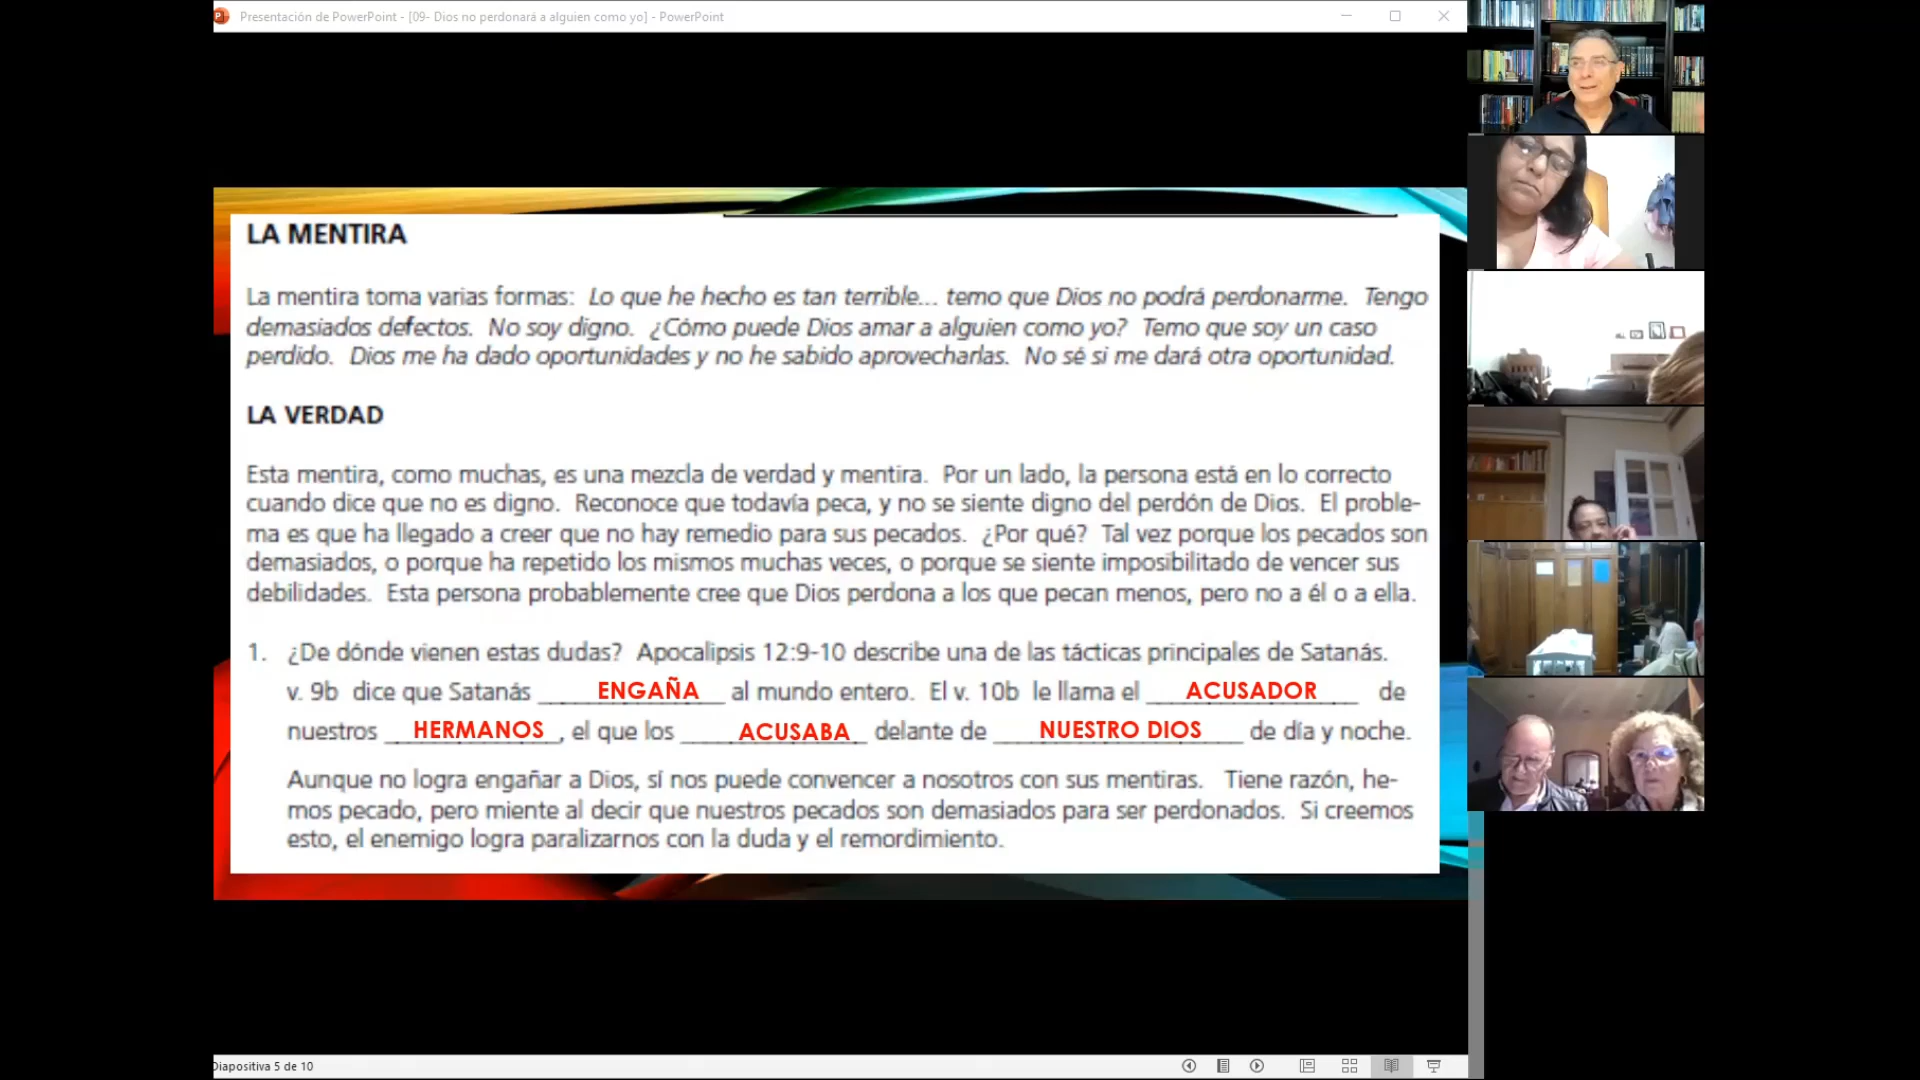 Presentación de PowerPoint - [09- Dios no perdonará a alguien como yo] - PowerPoint
LA MENTIRA
La mentira toma varias formas: Lo que he hecho es tan terrible... temo que Dios no podrá perdonarme. Tengo
demasiados defectos. No soy digno. ¿Cómo puede Dios amar a alguien como yo? Temo que soy un caso
perdido. Dios me ha dado oportunidades y no he sabido aprovecharlas. No sé si me dará otra oportunidad.
LA VERDAD
Esta mentira, como muchas, es una mezcla de verdad y mentira. Por un lado, la persona está en lo correcto
cuando dice que no es digno. Reconoce que todavía peca, y no se siente digno del perdón de Dios. El proble-
ma es que ha llegado a creer que no hay remedio para sus pecados. ¿Por qué? Tal vez porque los pecados son
demasiados, o porque ha repetido los mismos muchas veces, o porque se siente imposibilitado de vencer sus
debilidades. Esta persona probablemente cree que Dios perdona a los que pecan menos, pero no a él o a ella.
1. ¿De dónde vienen estas dudas? Apocalipsis 12:9-10 describe una de las tácticas principales de Satanás.
v. 9b dice que Satanás ENGAÑA al mundo entero. El v. 10b le llama el ACUSADOR de
nuestros HERMANOS, el que los ACUSABA delante de NUESTRO DIOS de día y noche.
Aunque no logra engañar a Dios, sí nos puede convencer a nosotros con sus mentiras. Tiene razón, he-
mos pecado, pero miente al decir que nuestros pecados son demasiados para ser perdonados. Si creemos
esto, el enemigo logra paralizarnos con la duda y el remordimiento.
Diapositiva 5 de 10